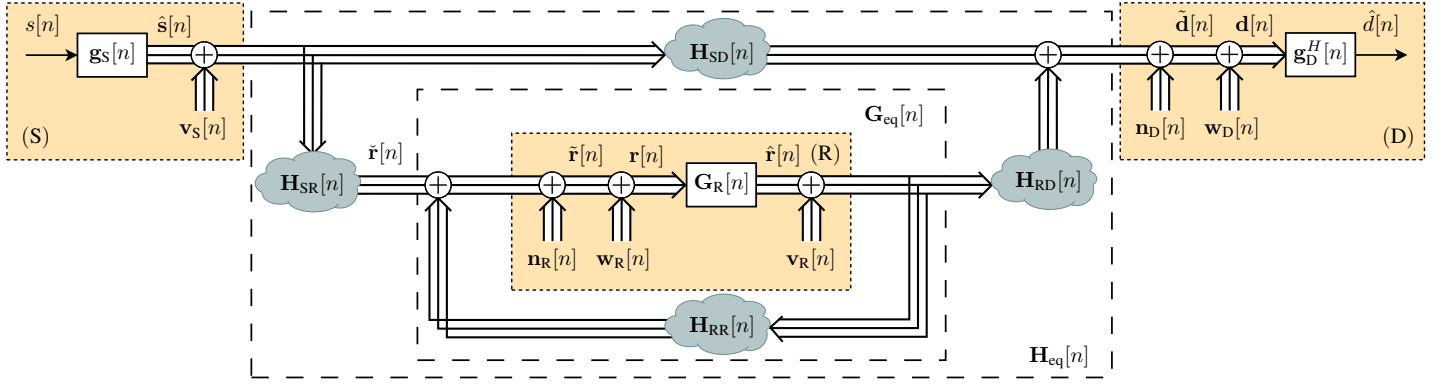 s[n]
g_S[n]
ŝ[n]
+
v_S[n]
(S)
H_SD[n]
+
d̃[n]
d[n]
d̂[n]
+
+
g_D^H[n]
n_D[n]
w_D[n]
(D)
G_eq[n]
ř[n]
H_SR[n]
+
r̃[n]
r[n]
r̂[n]
(R)
+
+
G_R[n]
+
H_RD[n]
n_R[n]
w_R[n]
v_R[n]
H_RR[n]
H_eq[n]